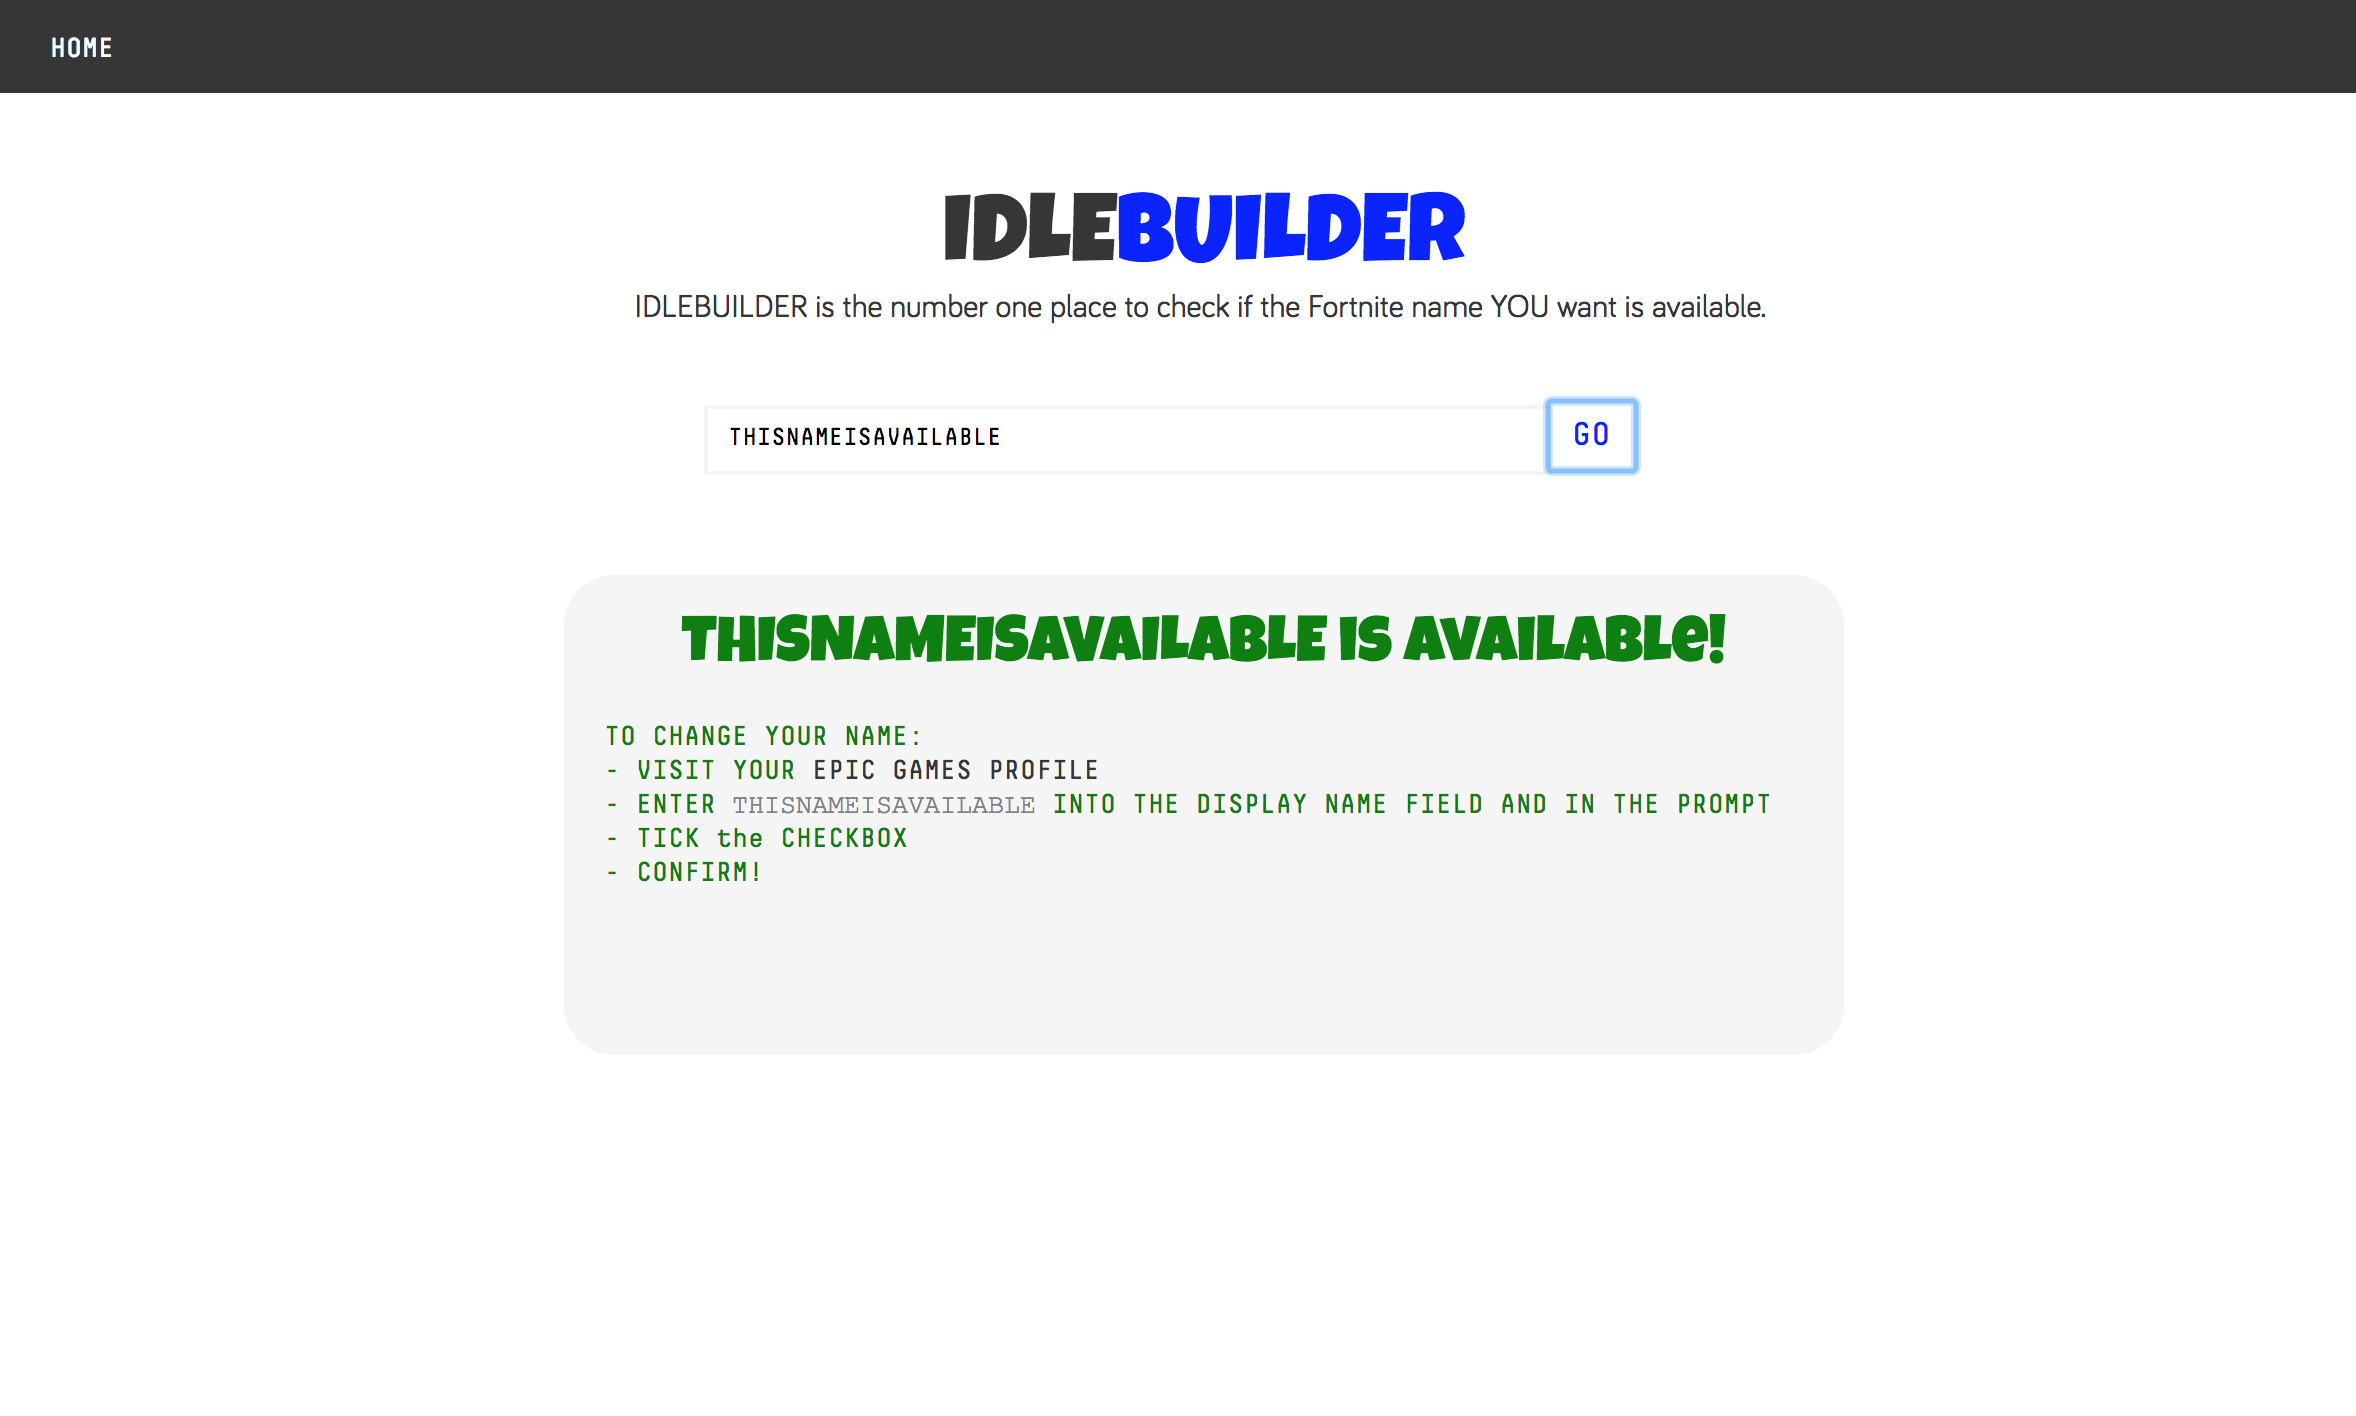 HOME
IDLEBUILDER
IDLEBUILDER is the number one place to check if the Fortnite name YOU want is available.
THISNAMEISAVAILABLE
GO
THISNAMEISAVAILABLE is available!
TO CHANGE YOUR NAME:
- VISIT YOUR EPIC GAMES PROFILE
- ENTER THISNAMEISAVAILABLE INTO THE DISPLAY NAME FIELD AND IN THE PROMPT
- TICK the CHECKBOX
- CONFIRM!